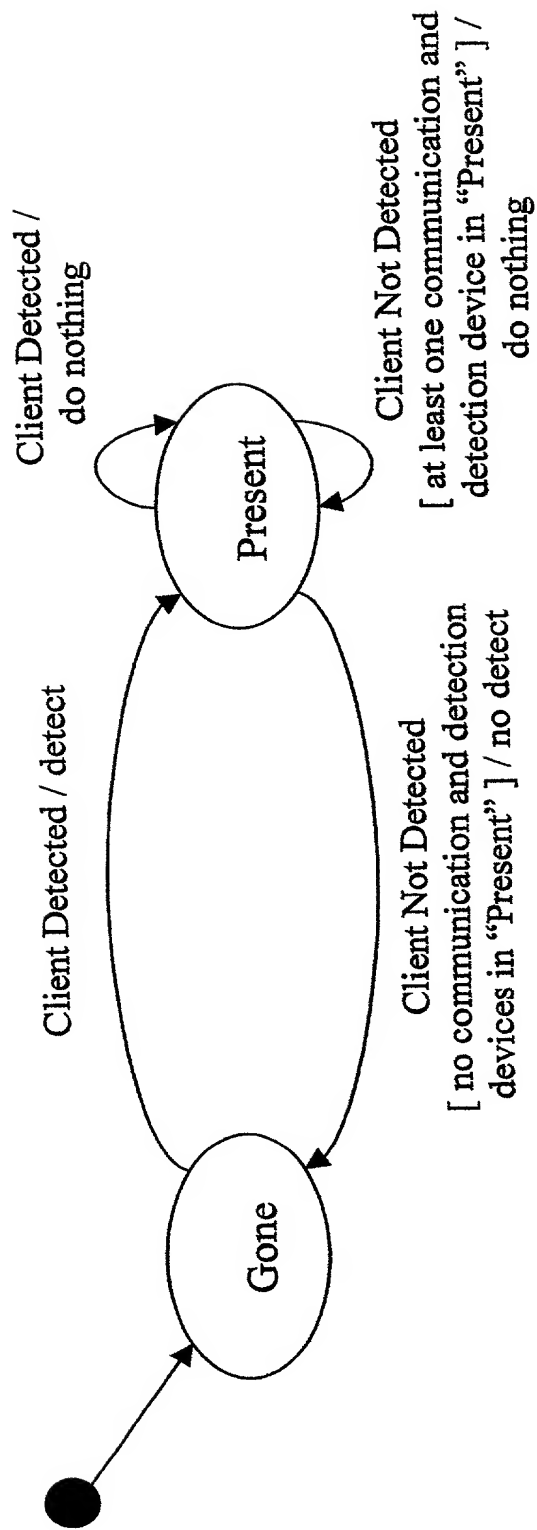 Client Detected / detect
Client Detected /
do nothing
Gone
Present
Client Not Detected
[ no communication and detection
devices in “Present” ] / no detect
Client Not Detected
[ at least one communication and
detection device in “Present” ] /
do nothing